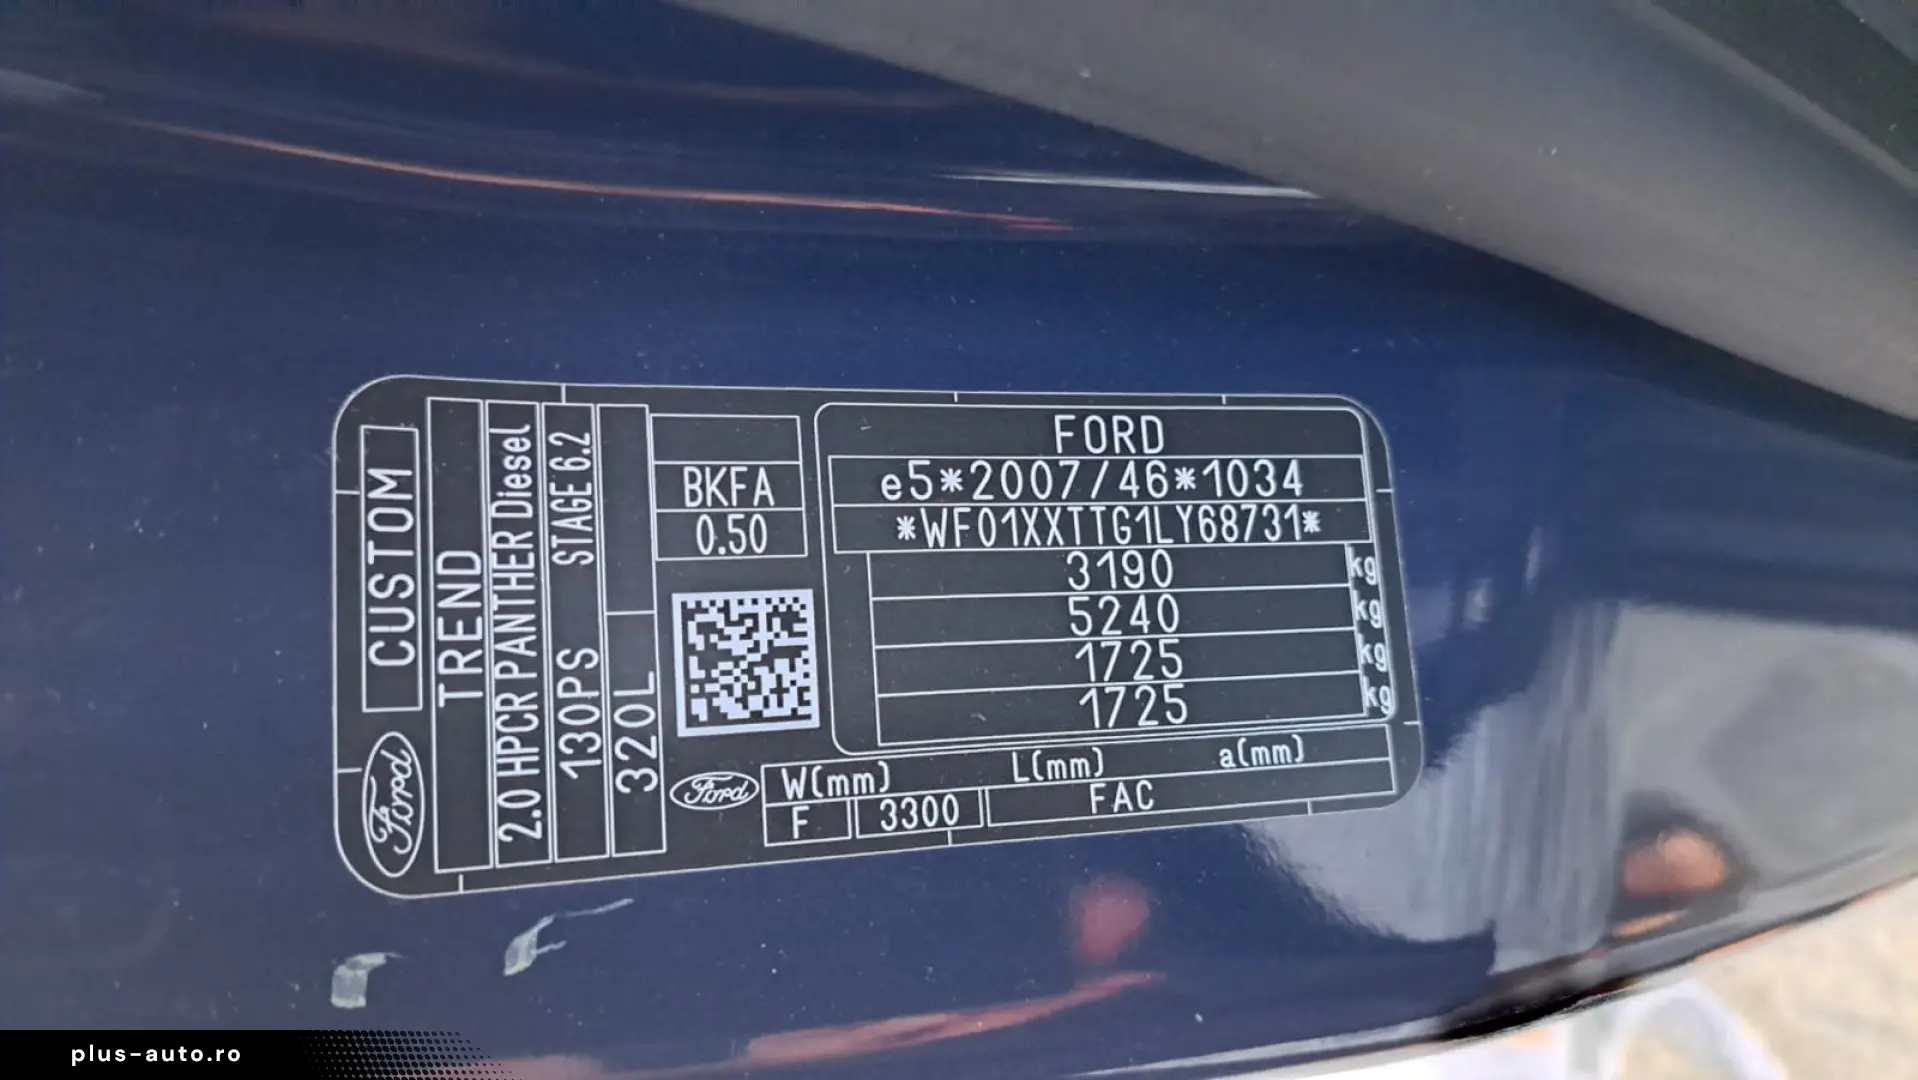 CUSTOM
Ford
TREND
2.0 HPCR PANTHER Diesel
130PS STAGE 6.2
320L
BKFA
0.50
Ford
FORD
e5*2007/46*1034
*WF01XXTTG1LY68731*
3190 kg
5240 kg
1725 kg
1725 kg
W(mm) L(mm) a(mm)
F 3300 FAC
plus-auto.ro